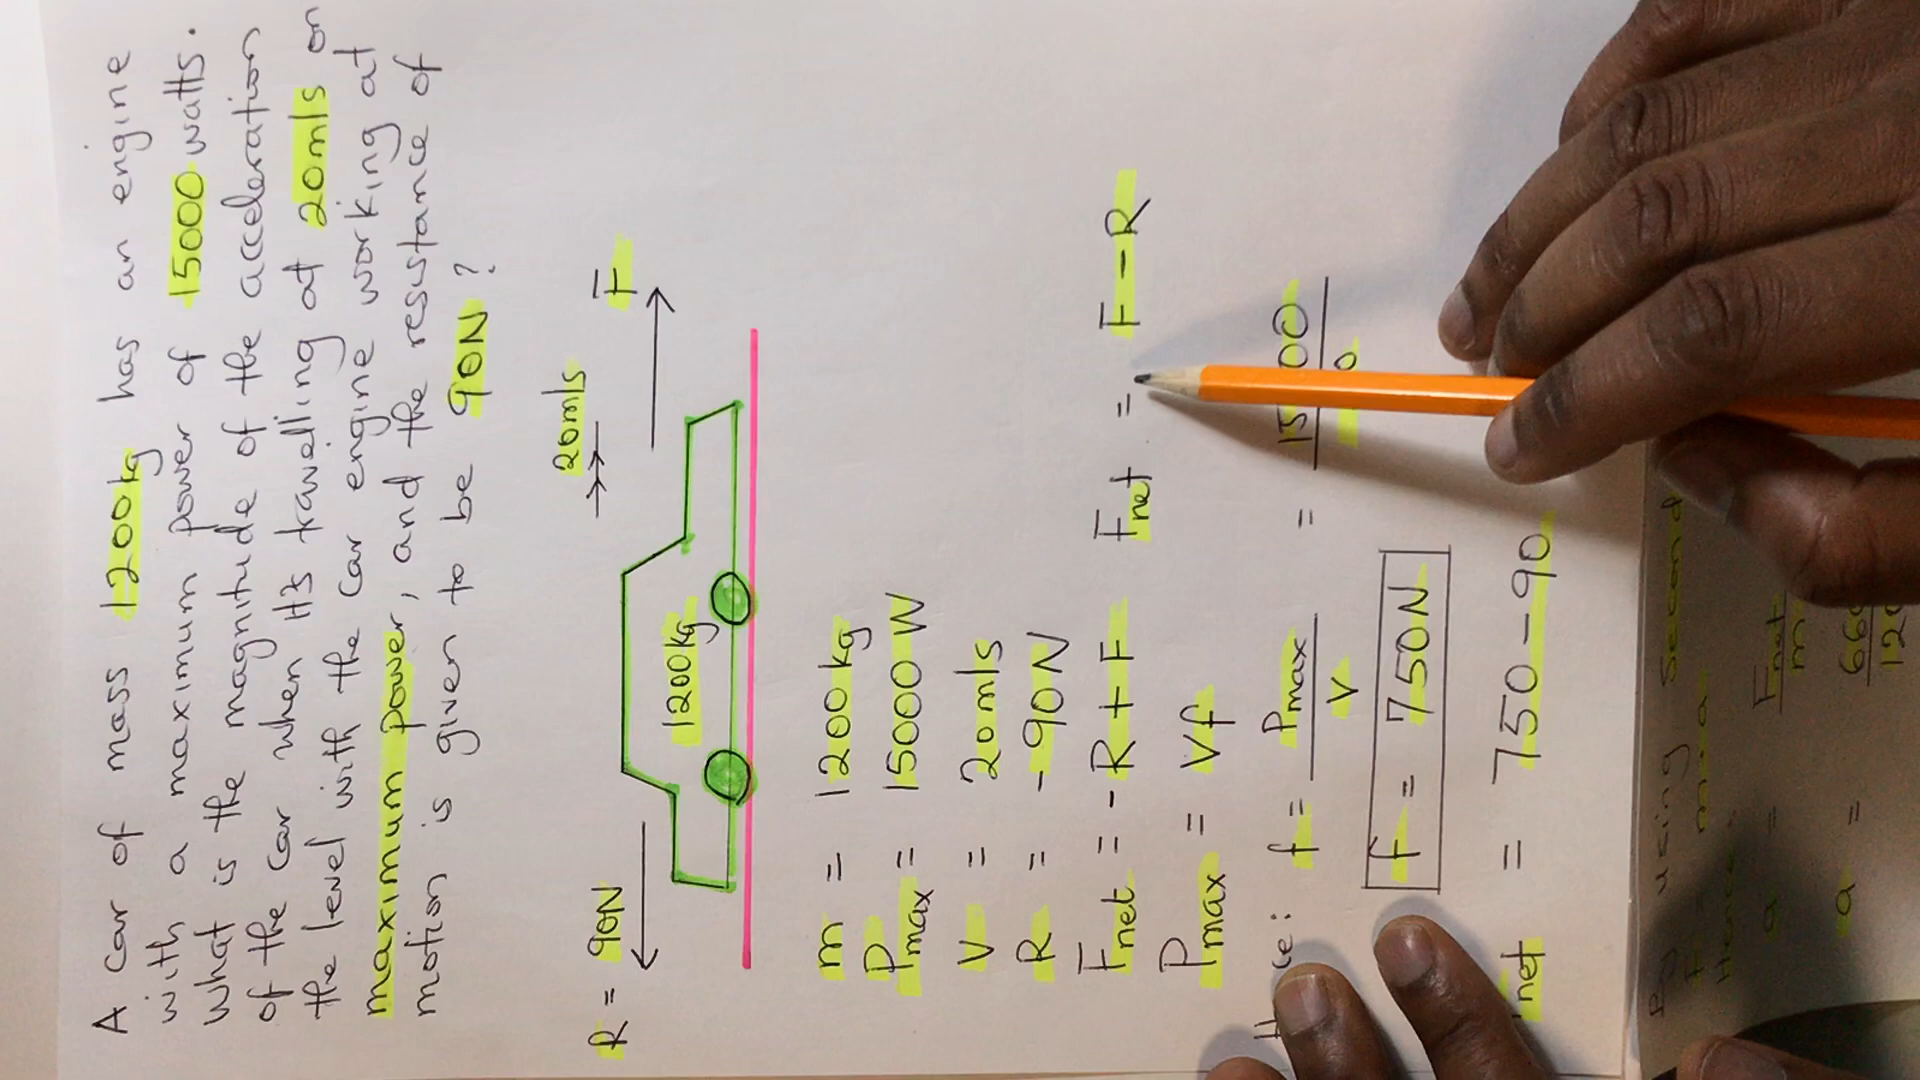 A car of mass 1200kg has an engine
with a maximum power of 15000 watts.
What is the magnitude of the acceleration
of the car when its travelling at 20m/s on
the level with the car engine working at
maximum power, and the resistance of
motion is given to be 90N?
20m/s
R = 90N
F
1200kg
m = 1200kg
Pmax = 15000W
V = 20m/s
R = -90N
Fnet = -R+F Fnet = F-R
Pmax = Vf
f = Pmax/V =
f = 750N
net = 750-90
By using Second
F = m.a
Hence:
a = Fnet/m
a =